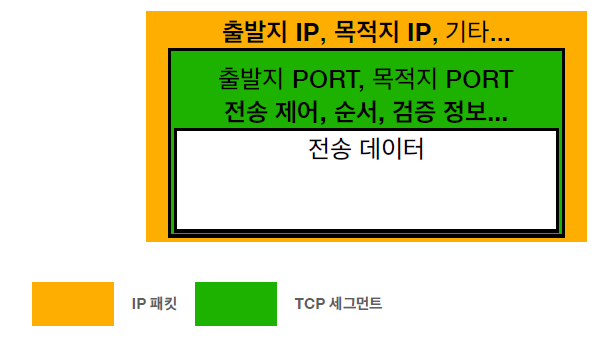 출발지 IP, 목적지 IP, 기타...
출발지 PORT, 목적지 PORT
전송 제어, 순서, 검증 정보...
전송 데이터
IP 패킷
TCP 세그먼트